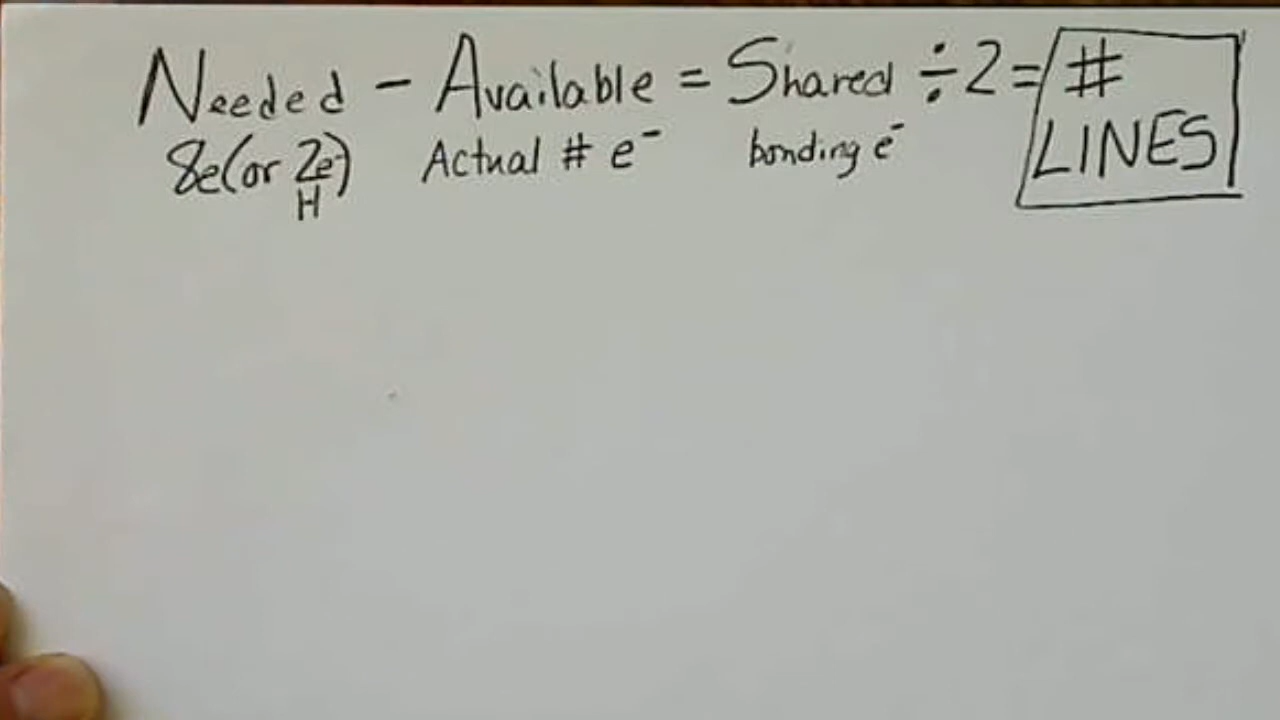 Needed - Available = Shared ÷ 2 = #
LINES
8e(or 2e-) Actual # e- bonding e-
H